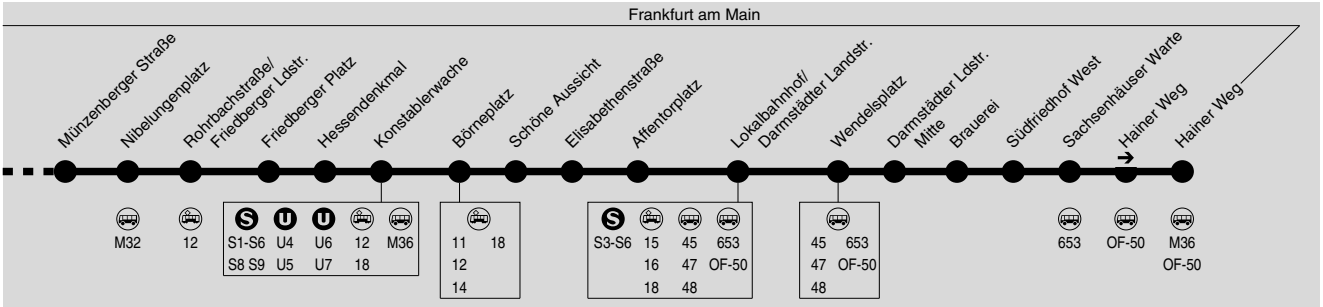 Frankfurt am Main
Münzenberger Straße
Nibelungenplatz
Rohrbachstraße/
Friedberger Ldstr.
Friedberger Platz
Hessendenkmal
Konstablerwache
Börneplatz
Schöne Aussicht
Elisabethenstraße
Affentorplatz
Lokalbahnhof/
Darmstädter Landstr.
Wendelsplatz
Darmstädter Ldstr.
Mitte
Brauerei
Südfriedhof West
Sachsenhäuser Warte
Hainer Weg
Hainer Weg
M32
12
S U U
S1-S6 U4 U6 12 M36
S8 S9 U5 U7 18
11 18
12
14
S
S3-S6 15 45 653
16 47 OF-50
18 48
45 653
47 OF-50
48
653
OF-50
M36
OF-50